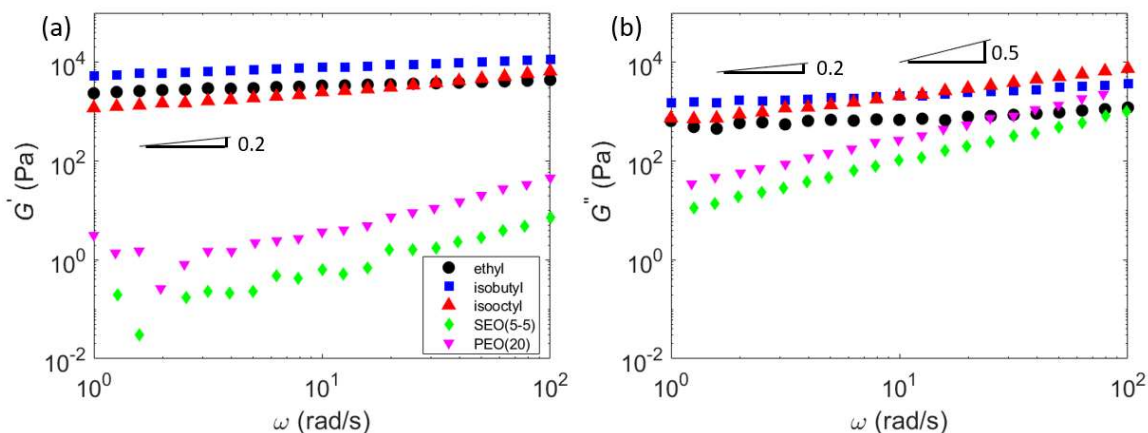 (a)
10^4
10^2
10^0
10^-2
G' (Pa)
0.2
ethyl
isobutyl
isooctyl
SEO(5-5)
PEO(20)
10^0
10^1
10^2
ω (rad/s)
(b)
10^4
10^2
10^0
10^-2
G" (Pa)
0.2
0.5
10^0
10^1
10^2
ω (rad/s)